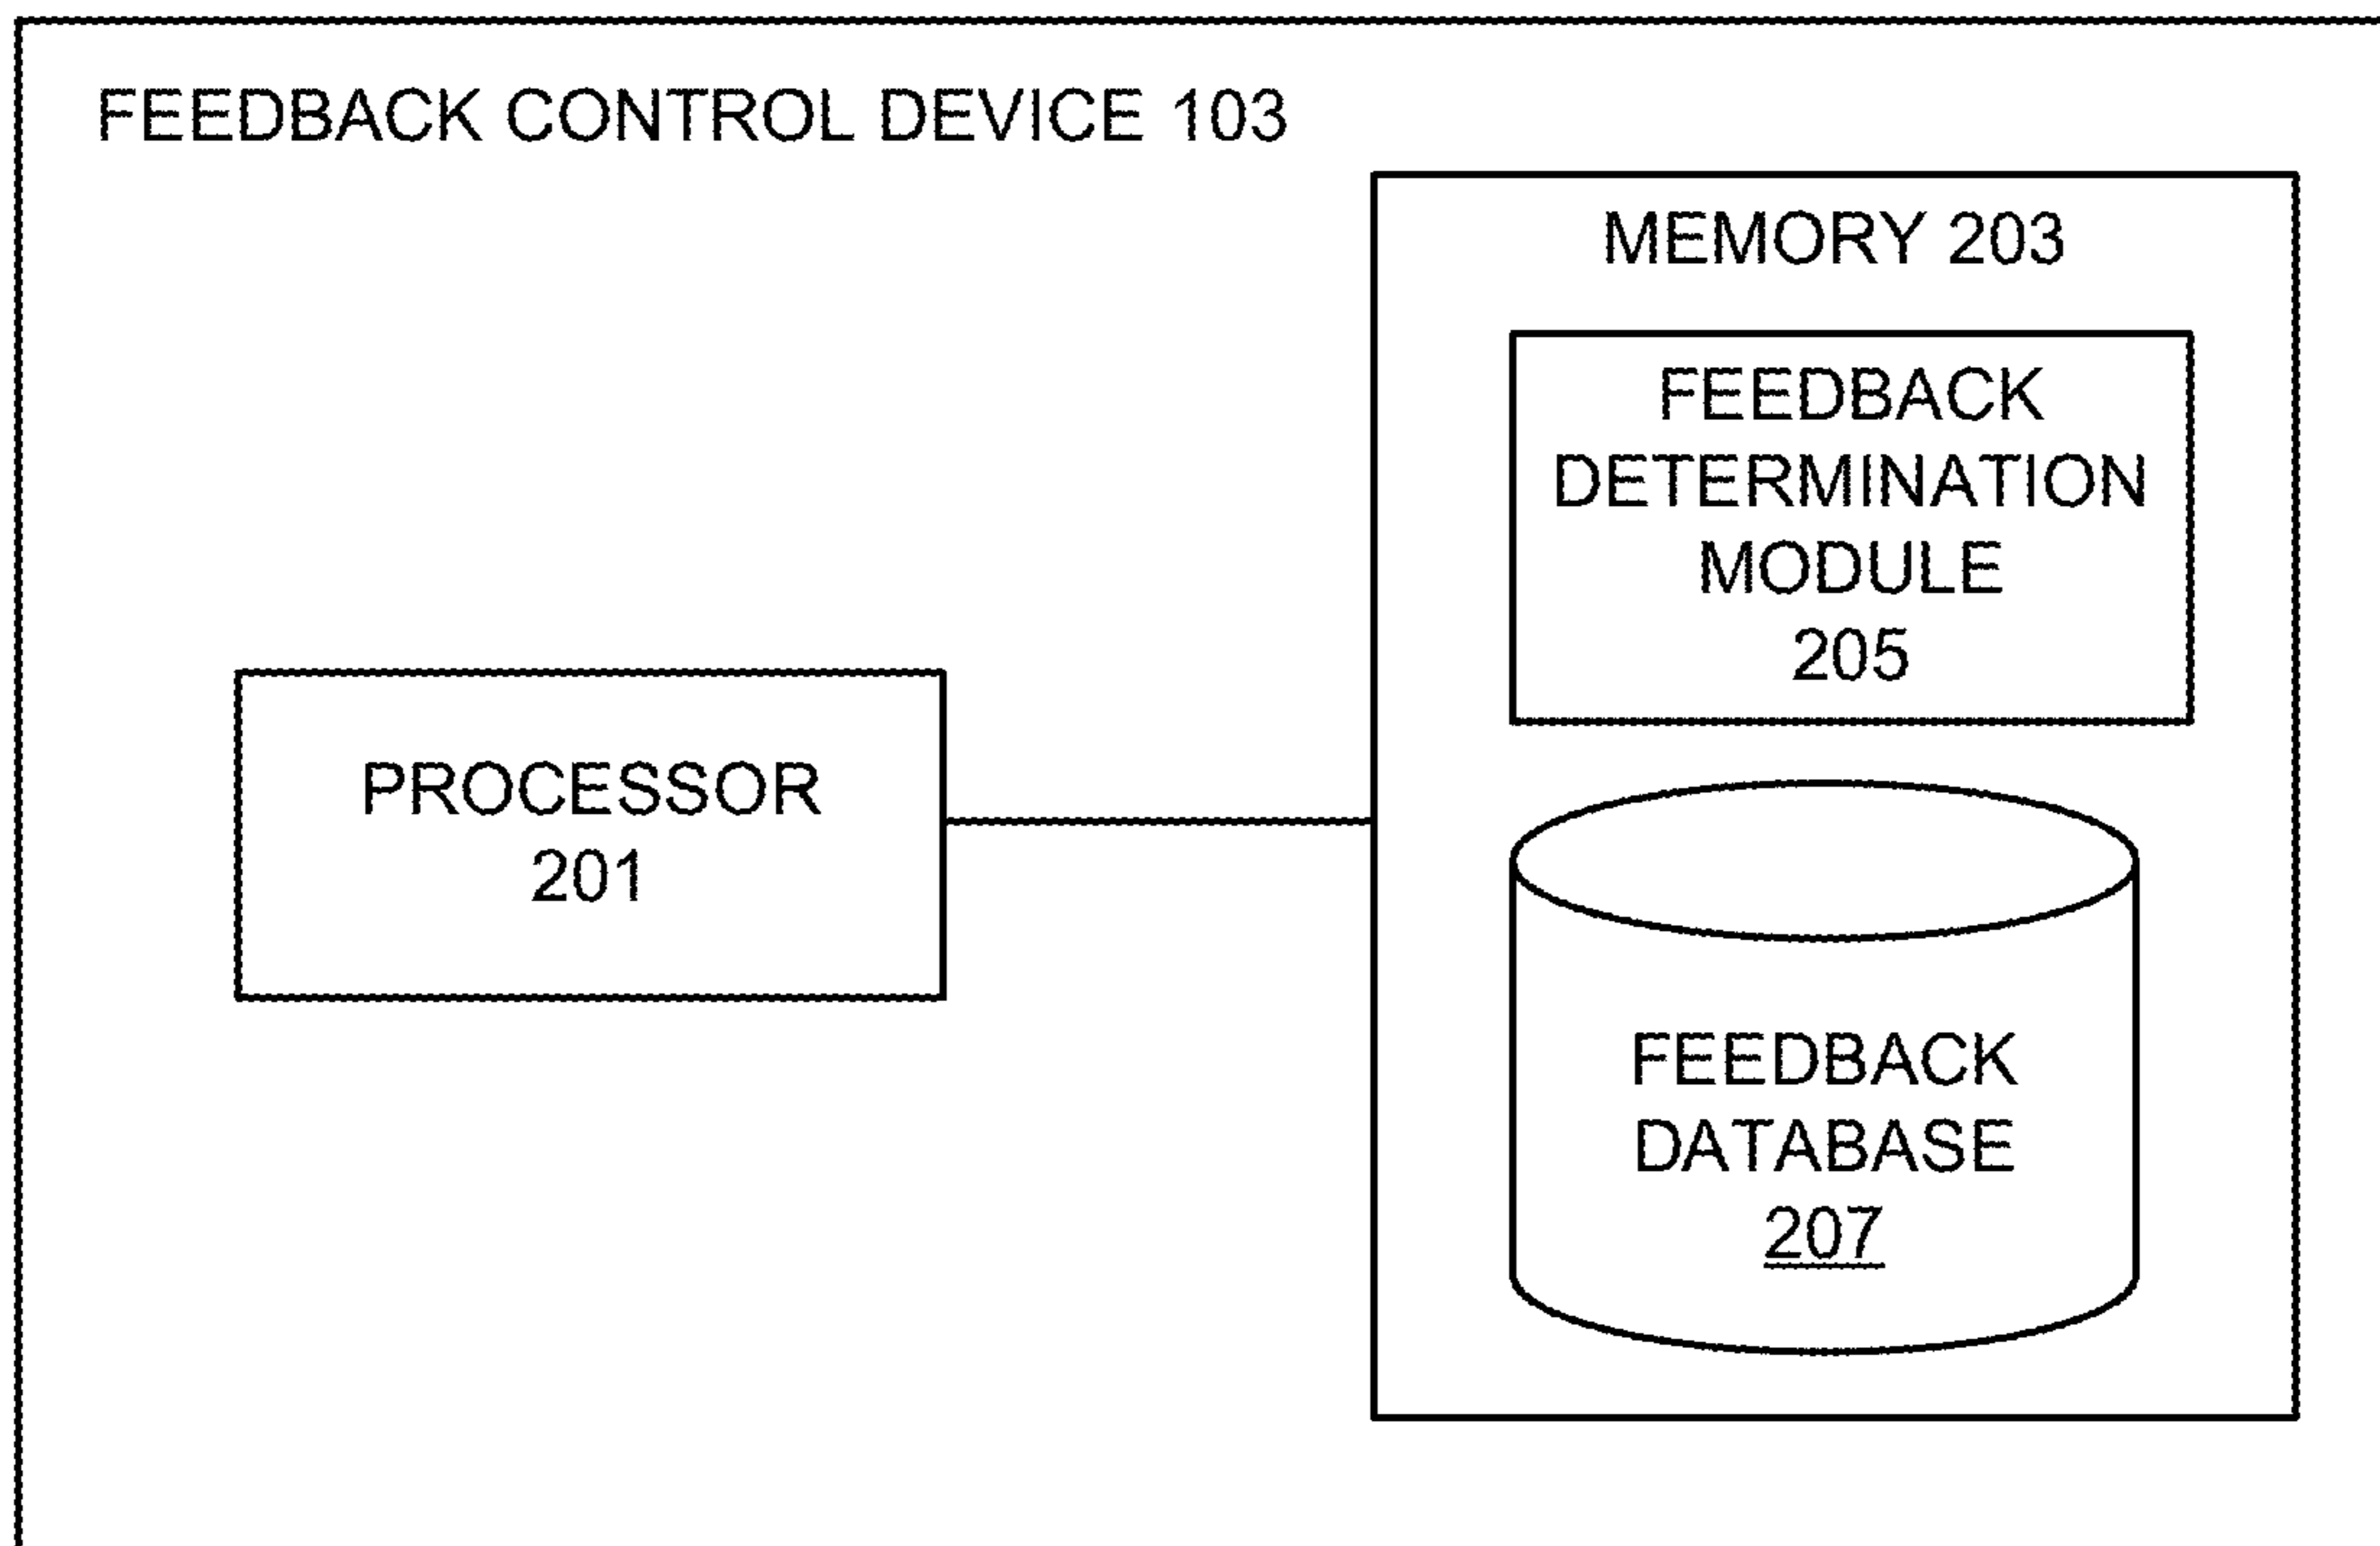 FEEDBACK CONTROL DEVICE 103
MEMORY 203
FEEDBACK
DETERMINATION
MODULE
205
PROCESSOR
201
FEEDBACK
DATABASE
207